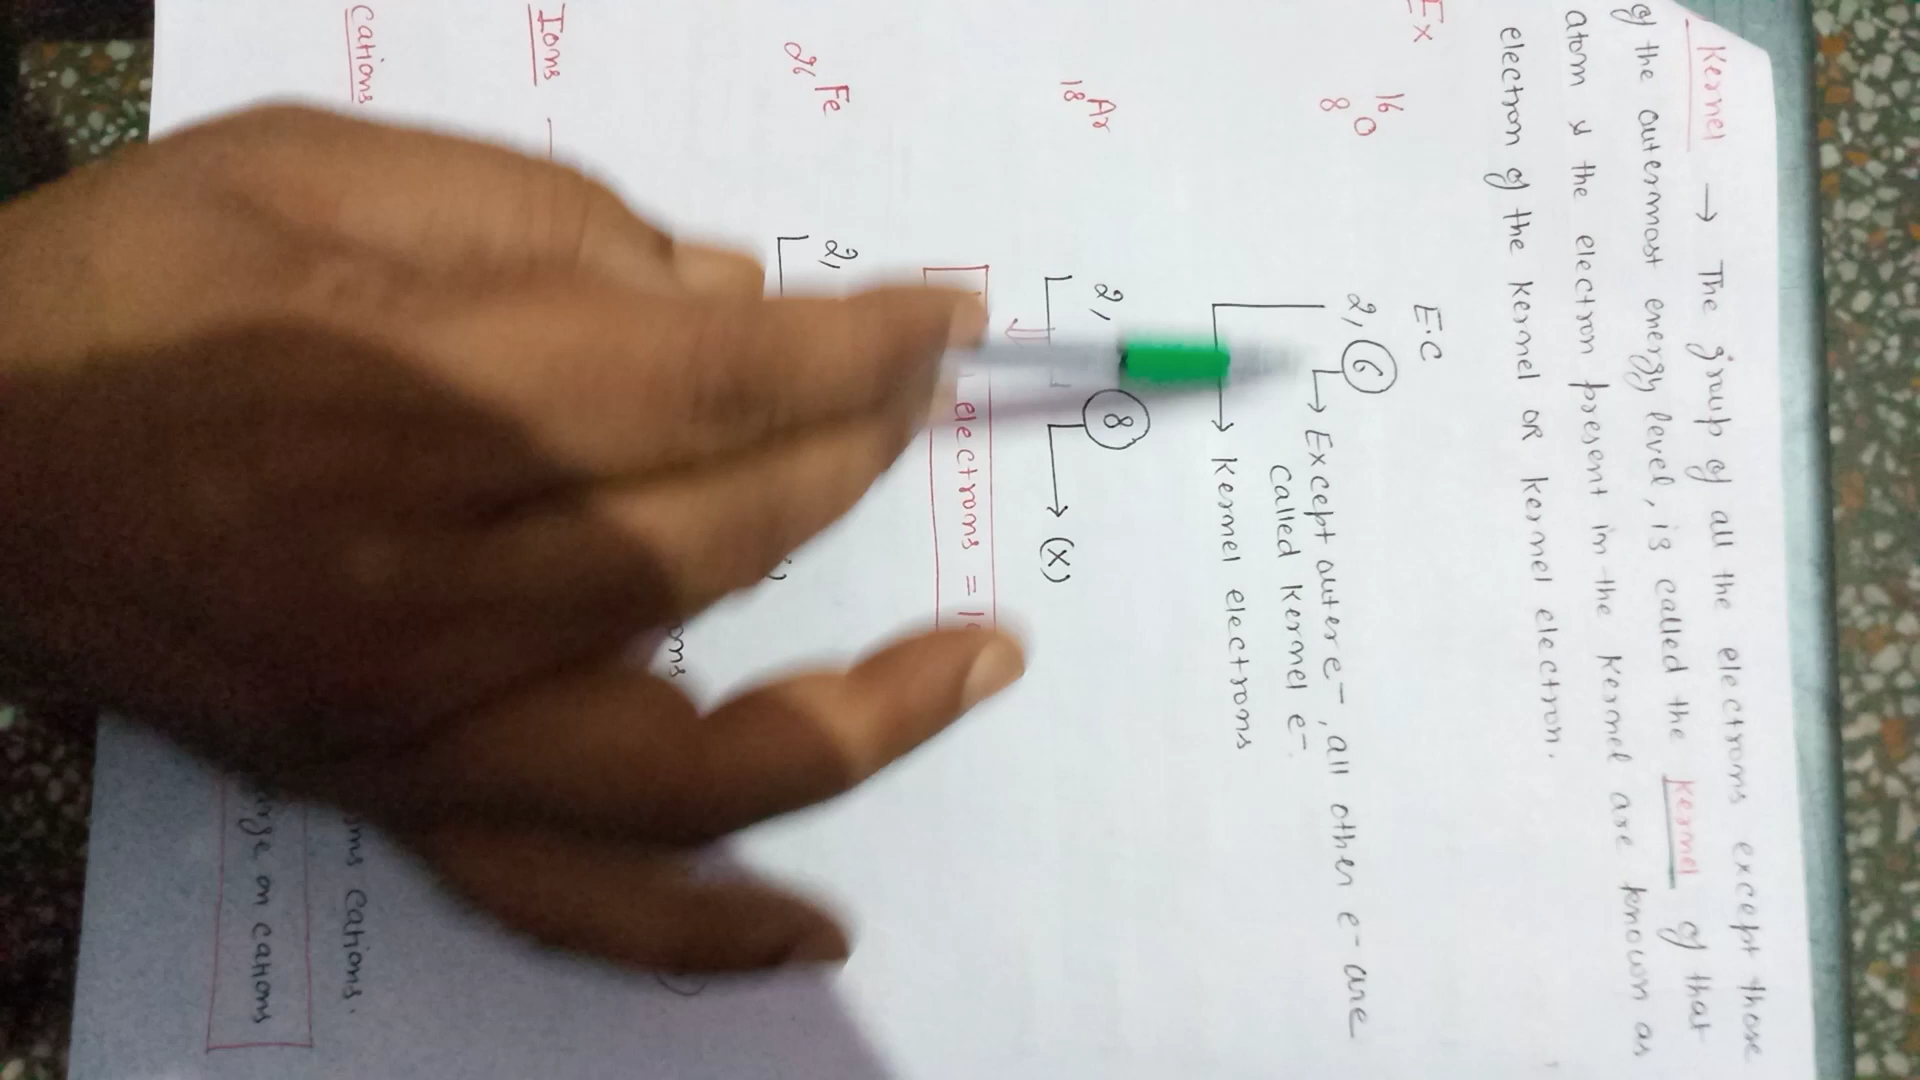 Kernel → The group of all the electrons except those
of the outermost energy level, is called the kernel of that
atom & the electron present in the kernel are known as
electron of the kernel OR kernel electron.
Ex E.C
16 8 O 2, 6
→ Except outer e⁻, all other e⁻ are
called kernel e⁻.
→ kernel electrons
18 Ar 2, 8
→ (x)
electrons =
26 Fe 2,
Ions
cations cations.
on cations